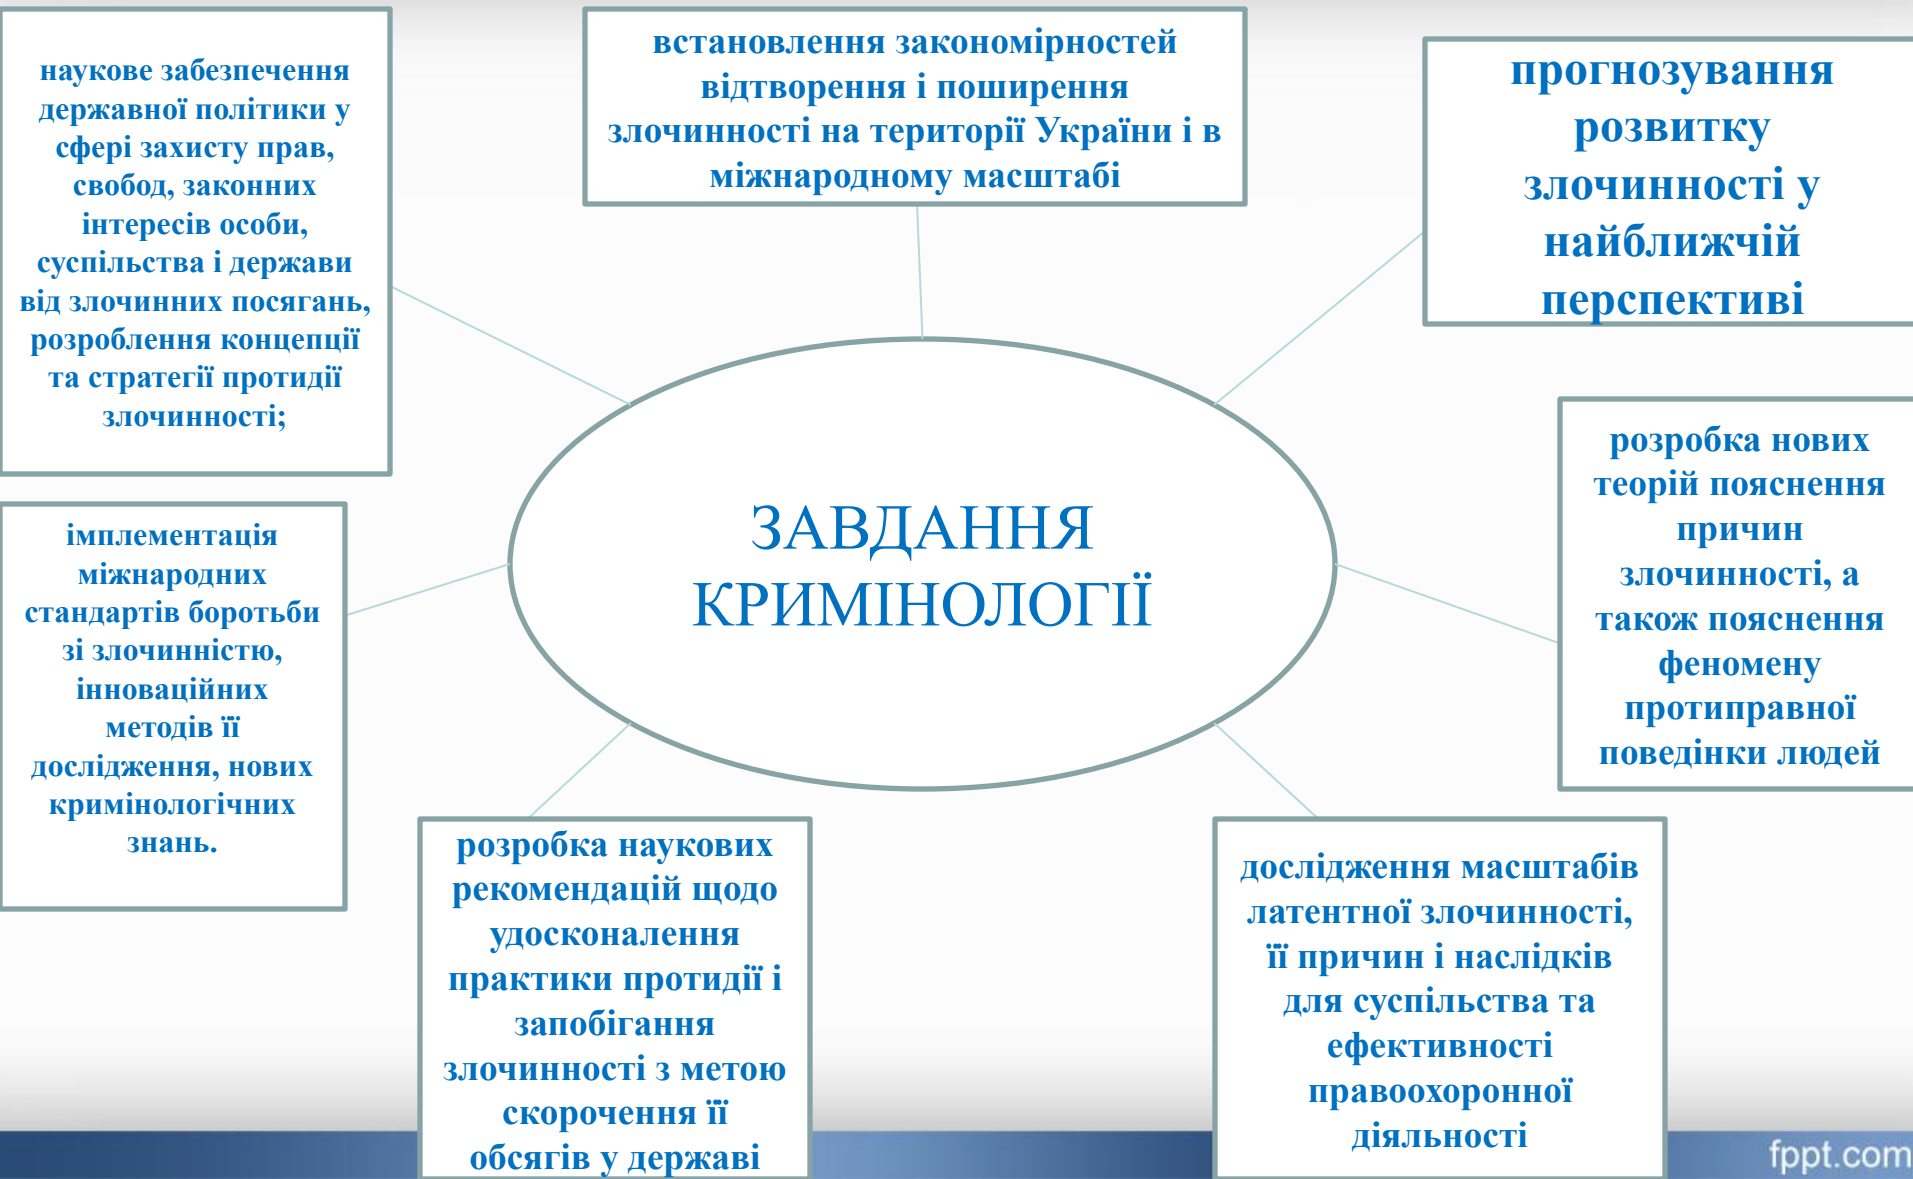 наукове забезпечення
державної політики у
сфері захисту прав,
свобод, законних
інтересів особи,
суспільства і держави
від злочинних посягань,
розроблення концепції
та стратегії протидії
злочинності;
встановлення закономірностей
відтворення і поширення
злочинності на території України і в
міжнародному масштабі
прогнозування
розвитку
злочинності у
найближчій
перспективі
ЗАВДАННЯ
КРИМІНОЛОГІЇ
розробка нових
теорій пояснення
причин
злочинності, а
також пояснення
феномену
протиправної
поведінки людей
імплементація
міжнародних
стандартів боротьби
зі злочинністю,
інноваційних
методів її
дослідження, нових
кримінологічних
знань.
розробка наукових
рекомендацій щодо
удосконалення
практики протидії і
запобігання
злочинності з метою
скорочення її
обсягів у державі
дослідження масштабів
латентної злочинності,
її причин і наслідків
для суспільства та
ефективності
правоохоронної
діяльності
fppt.com